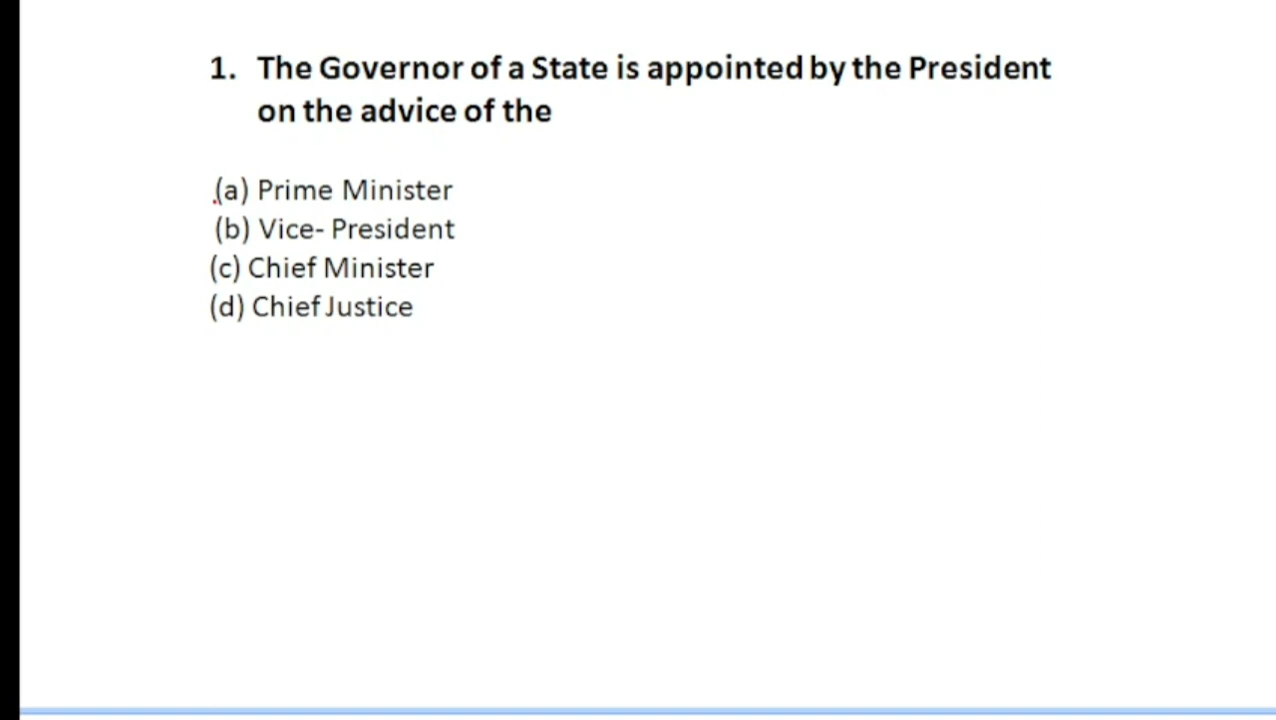 1. The Governor of a State is appointed by the President
on the advice of the
(a) Prime Minister
(b) Vice- President
(c) Chief Minister
(d) Chief Justice